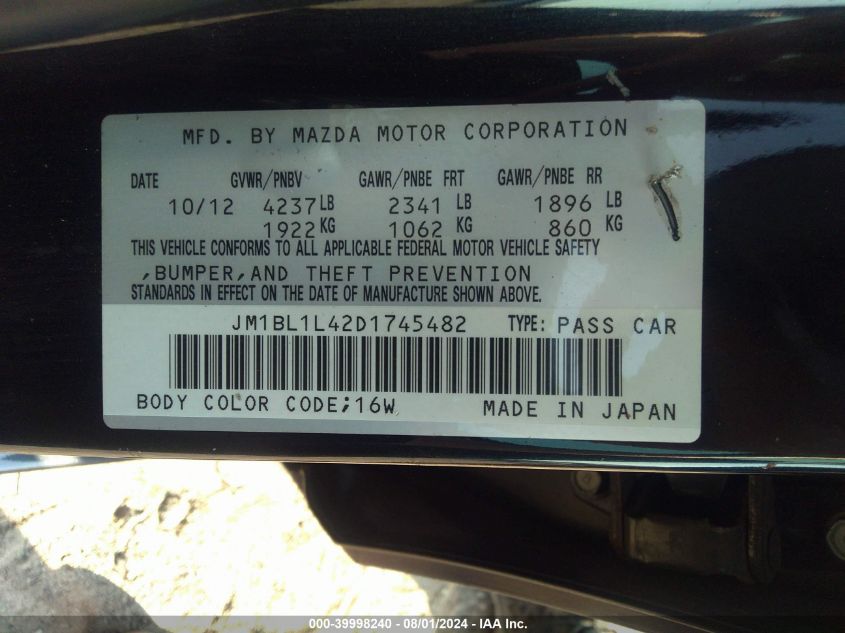 MFD. BY MAZDA MOTOR CORPORATION
DATE GVWR/PNBV GAWR/PNBE FRT GAWR/PNBE RR
10/12 4237 LB 2341 LB 1896 LB
1922 KG 1062 KG 860 KG
THIS VEHICLE CONFORMS TO ALL APPLICABLE FEDERAL MOTOR VEHICLE SAFETY
,BUMPER,AND THEFT PREVENTION
STANDARDS IN EFFECT ON THE DATE OF MANUFACTURE SHOWN ABOVE.
JM1BL1L42D1745482 TYPE: PASS CAR
BODY COLOR CODE;16W MADE IN JAPAN
000-39998240 - 08/01/2024 - IAA Inc.